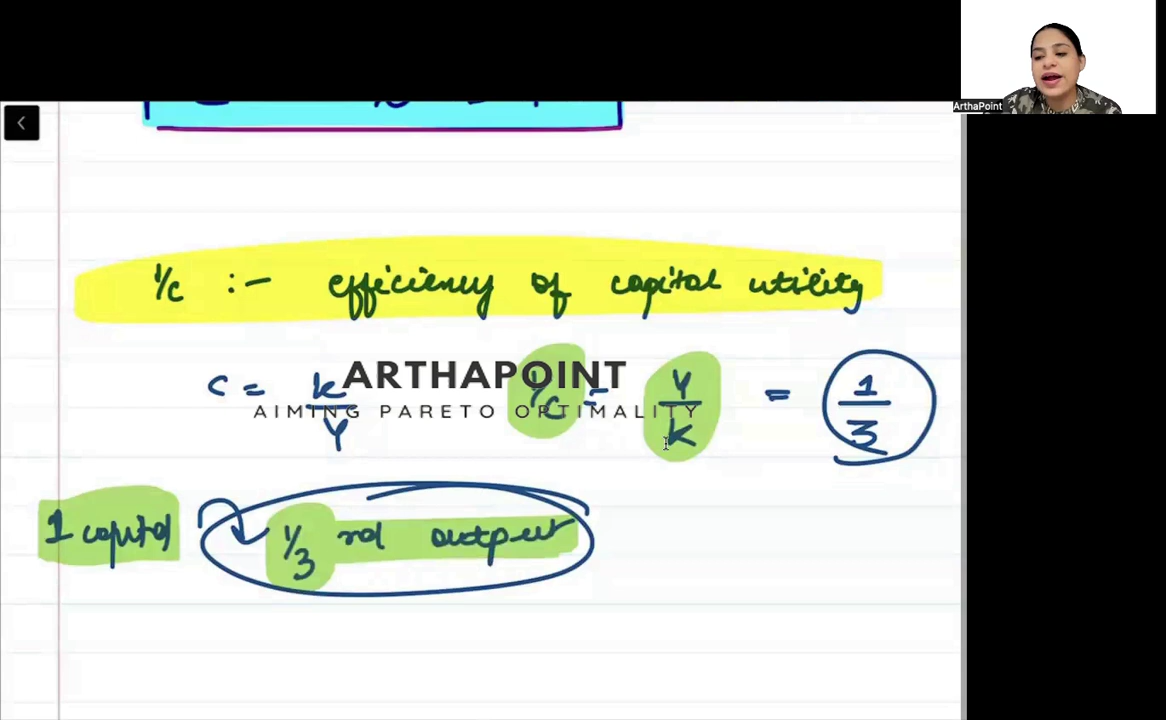 ArthaPoint
1/c :- efficiency of capital utility
c = k/Y 1/c = Y/k = 1/3
ARTHAPOINT
AIMING PARETO OPTIMALITY
1 capital 1/3 rd output